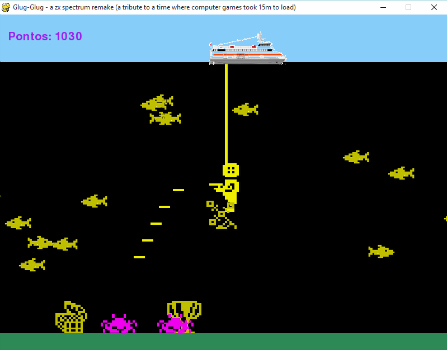 Glug-Glug - a zx spectrum remake (a tribute to a time where computer games took 15m to load)
Pontos: 1030